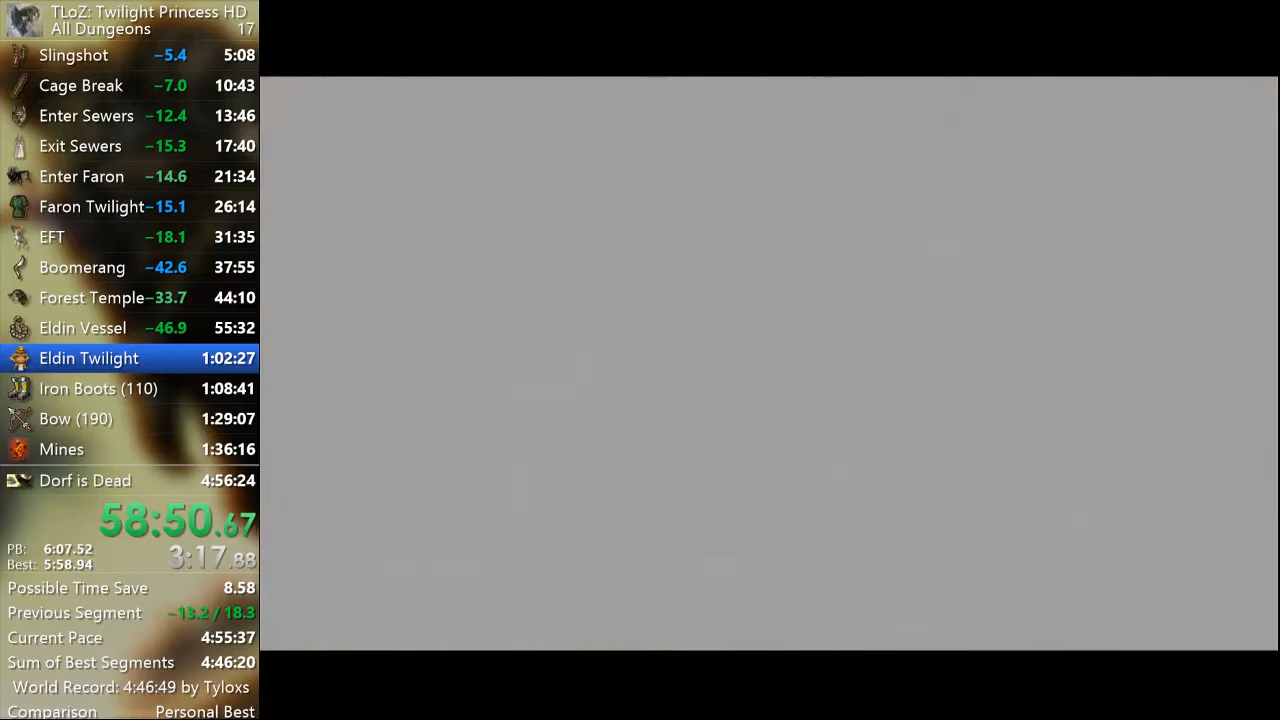 TLoZ: Twilight Princess HD
All Dungeons 17
Slingshot −5.4 5:08
Cage Break −7.0 10:43
Enter Sewers −12.4 13:46
Exit Sewers −15.3 17:40
Enter Faron −14.6 21:34
Faron Twilight −15.1 26:14
EFT −18.1 31:35
Boomerang −42.6 37:55
Forest Temple −33.7 44:10
Eldin Vessel −46.9 55:32
Eldin Twilight 1:02:27
Iron Boots (110) 1:08:41
Bow (190) 1:29:07
Mines 1:36:16
Dorf is Dead 4:56:24
58:50.67
PB: 6:07.52
Best: 5:58.94
3:17.88
Possible Time Save 8.58
Previous Segment −13.2 / 18.3
Current Pace 4:55:37
Sum of Best Segments 4:46:20
World Record: 4:46:49 by Tyloxs
Comparison Personal Best